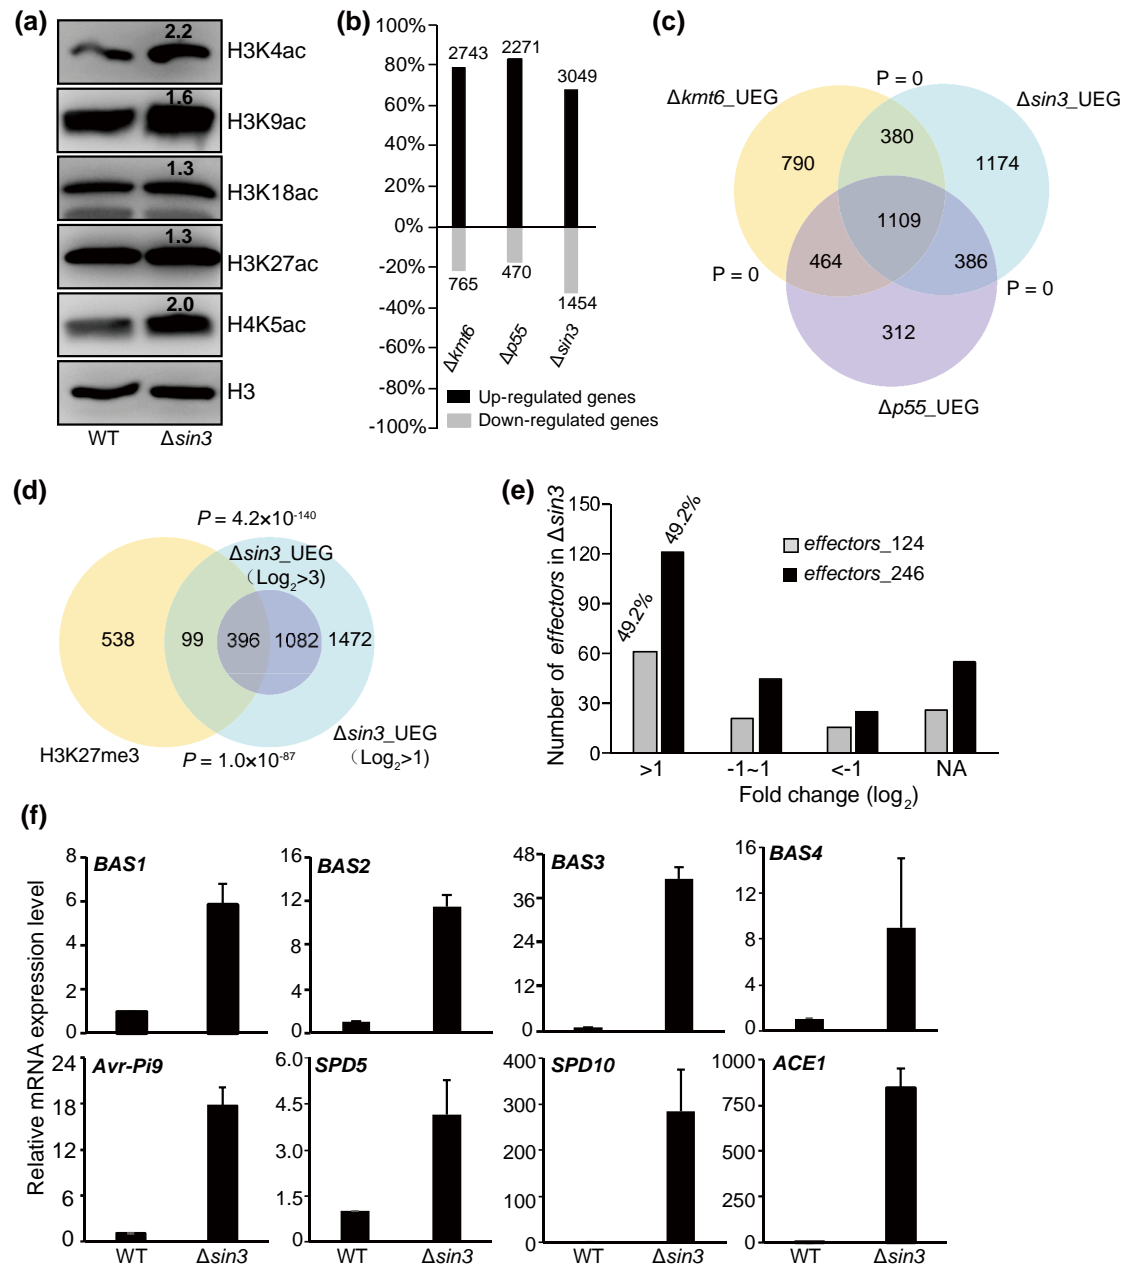 (a)
2.2
H3K4ac
1.6
H3K9ac
1.3
H3K18ac
1.3
H3K27ac
2.0
H4K5ac
H3
WT
Δsin3
(b)
100%
80%
60%
40%
20%
0%
-20%
-40%
-60%
-80%
-100%
2743
2271
3049
765
470
1454
Δkmt6
Δp55
Δsin3
Up-regulated genes
Down-regulated genes
(c)
P = 0
Δkmt6_UEG
Δsin3_UEG
380
790
1174
1109
464
386
P = 0
P = 0
312
Δp55_UEG
(d)
P = 4.2×10-140
Δsin3_UEG
(Log2>3)
538
99
396
1082
1472
H3K27me3
P = 1.0×10-87
Δsin3_UEG
(Log2>1)
(e)
Number of effectors in Δsin3
150
120
90
60
30
0
49.2%
49.2%
effectors_124
effectors_246
>1
-1~1
<-1
NA
Fold change (log2)
(f)
Relative mRNA expression level
BAS1
8
6
4
2
0
BAS2
16
12
8
4
0
BAS3
48
36
24
12
0
BAS4
16
12
8
4
0
Avr-Pi9
24
18
12
6
0
WT
Δsin3
SPD5
6.0
4.5
3.0
1.5
0
WT
Δsin3
SPD10
400
300
200
100
0
WT
Δsin3
ACE1
1000
750
500
250
0
WT
Δsin3